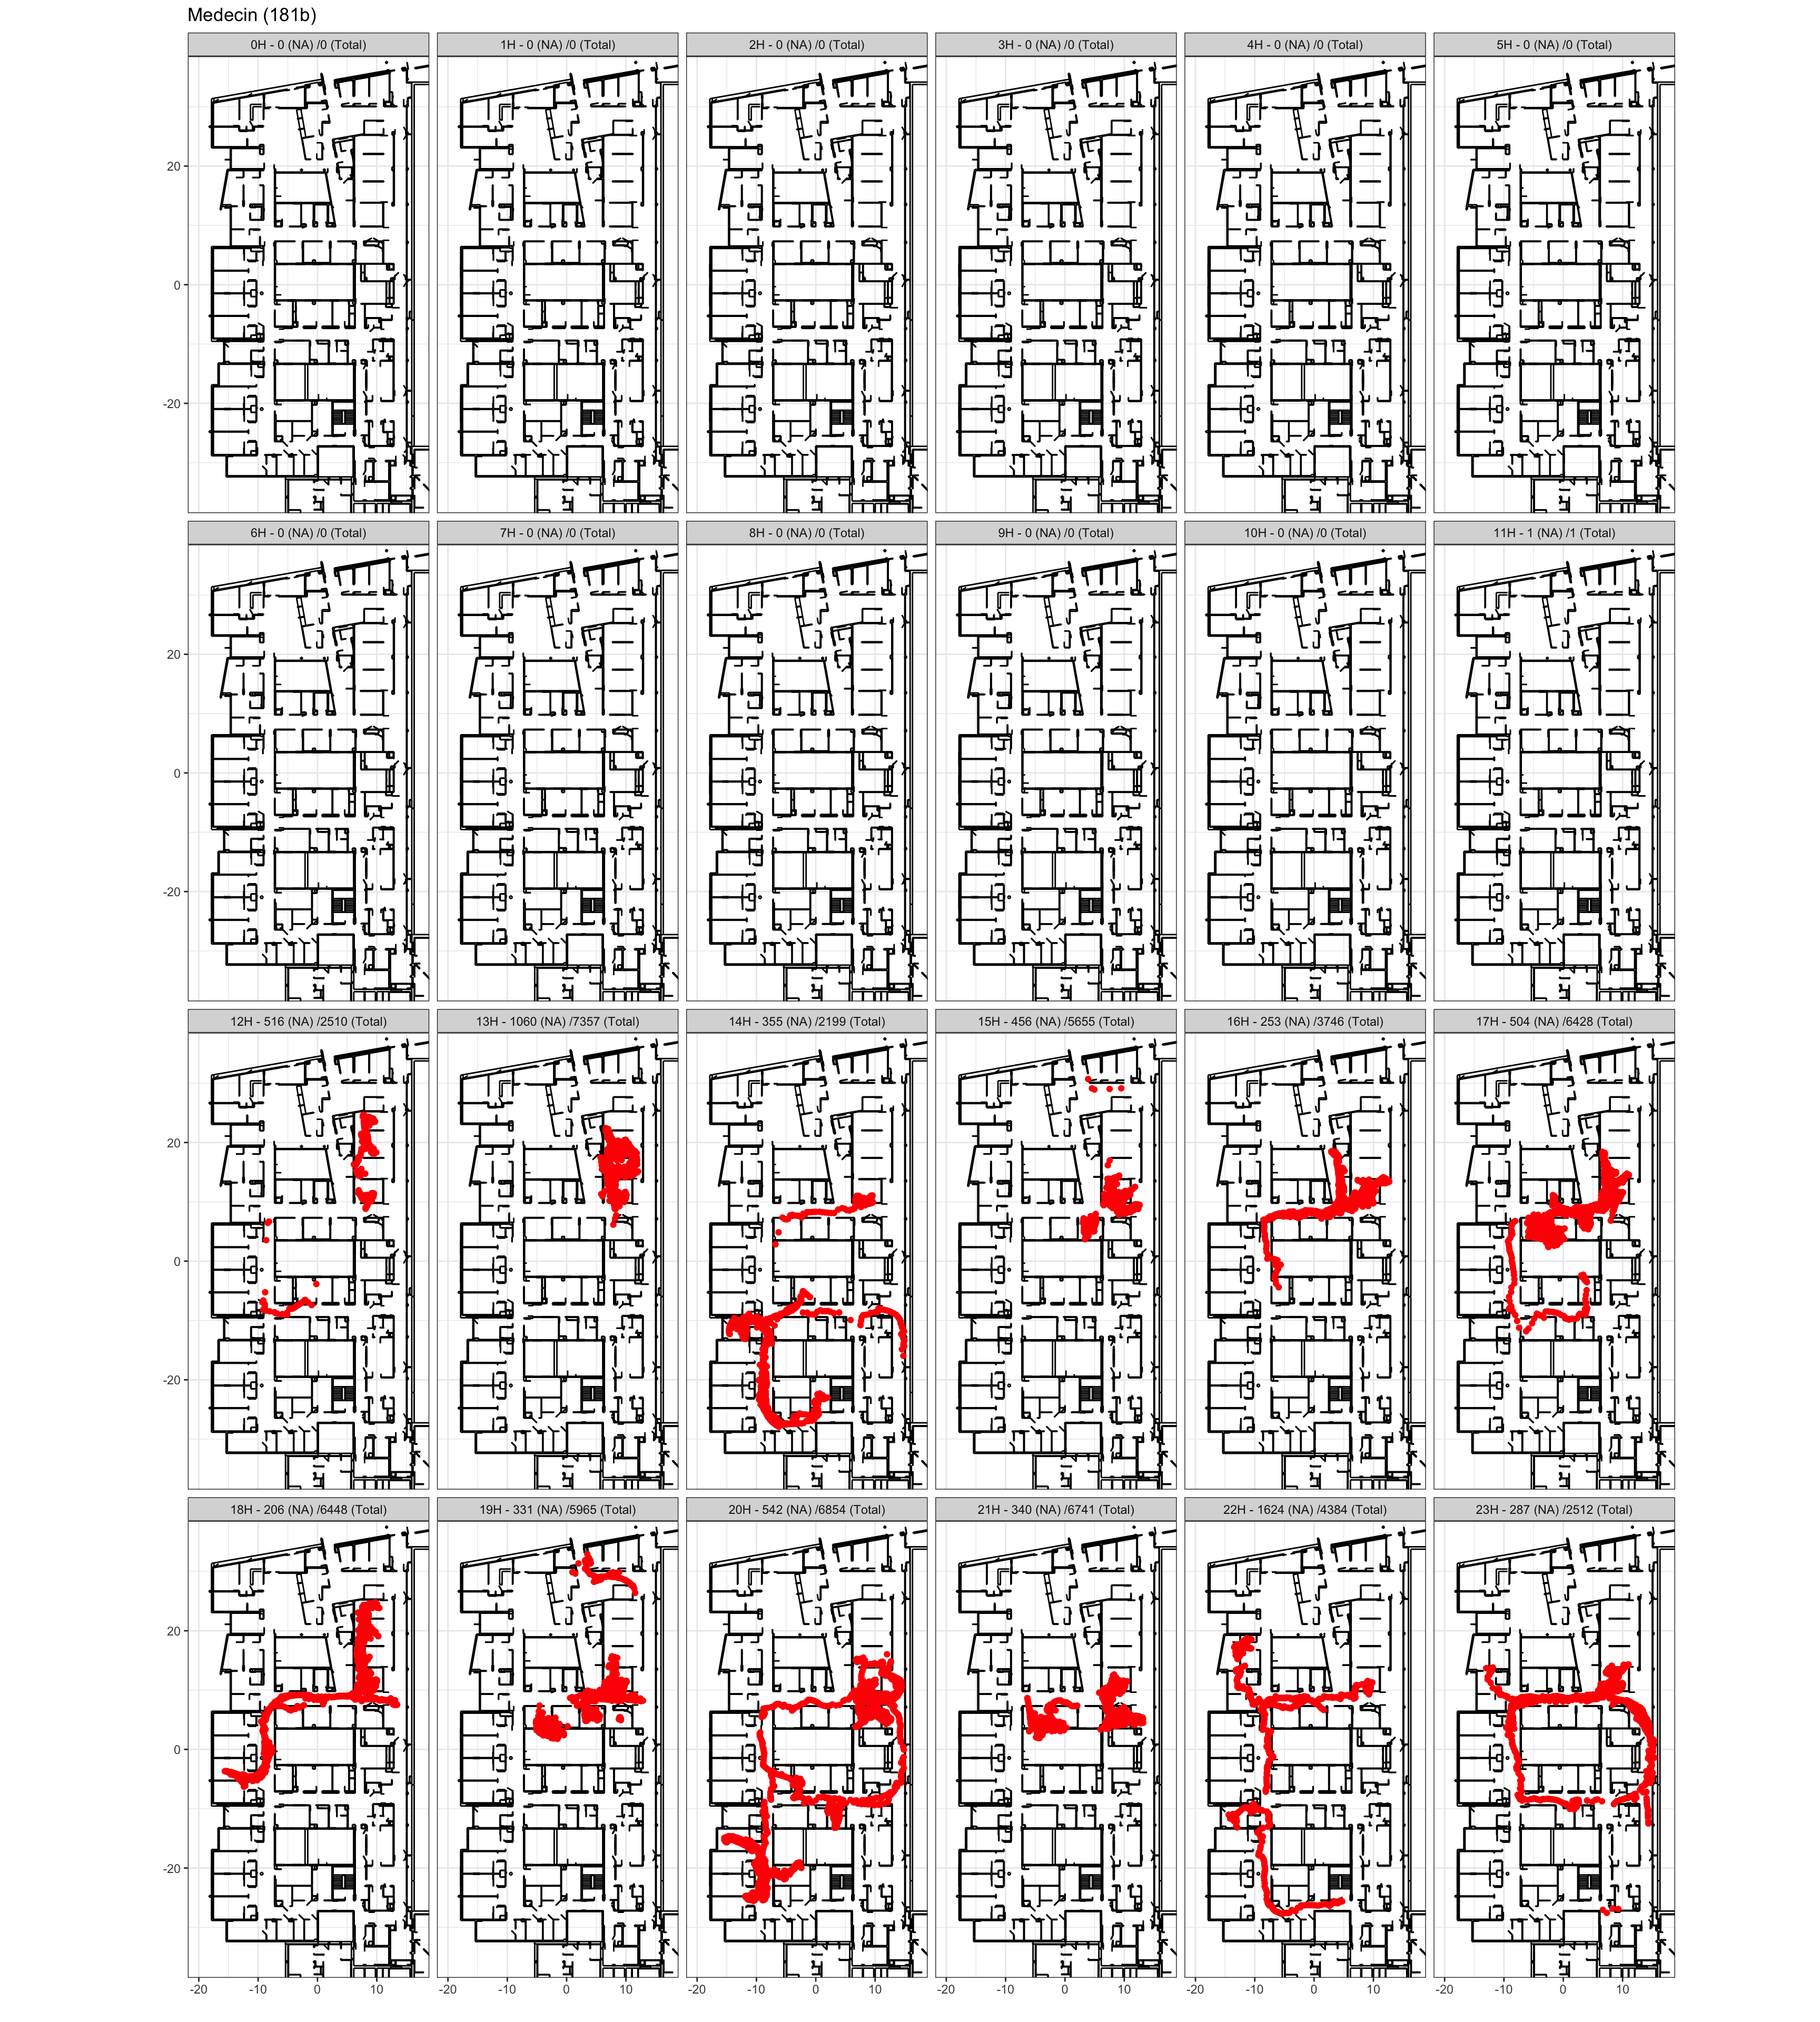 Medecin (181b)
0H - 0 (NA) /0 (Total) 1H - 0 (NA) /0 (Total) 2H - 0 (NA) /0 (Total) 3H - 0 (NA) /0 (Total) 4H - 0 (NA) /0 (Total) 5H - 0 (NA) /0 (Total)
20
0
-20
6H - 0 (NA) /0 (Total) 7H - 0 (NA) /0 (Total) 8H - 0 (NA) /0 (Total) 9H - 0 (NA) /0 (Total) 10H - 0 (NA) /0 (Total) 11H - 1 (NA) /1 (Total)
20
0
-20
12H - 516 (NA) /2510 (Total) 13H - 1060 (NA) /7357 (Total) 14H - 355 (NA) /2199 (Total) 15H - 456 (NA) /5655 (Total) 16H - 253 (NA) /3746 (Total) 17H - 504 (NA) /6428 (Total)
20
0
-20
18H - 206 (NA) /6448 (Total) 19H - 331 (NA) /5965 (Total) 20H - 542 (NA) /6854 (Total) 21H - 340 (NA) /6741 (Total) 22H - 1624 (NA) /4384 (Total) 23H - 287 (NA) /2512 (Total)
20
0
-20
-20 -10 0 10 -20 -10 0 10 -20 -10 0 10 -20 -10 0 10 -20 -10 0 10 -20 -10 0 10